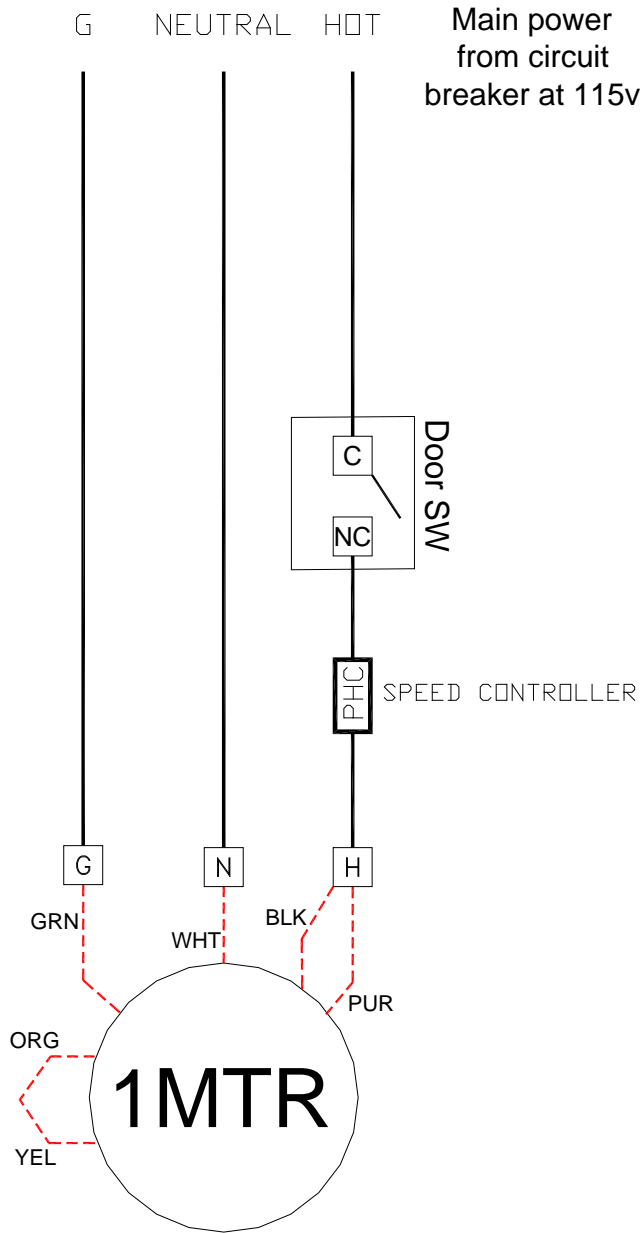 G NEUTRAL HOT
Main power
from circuit
breaker at 115v
C
Door SW
NC
PHC
SPEED CONTROLLER
G
N
H
GRN
WHT
BLK
PUR
ORG
1MTR
YEL